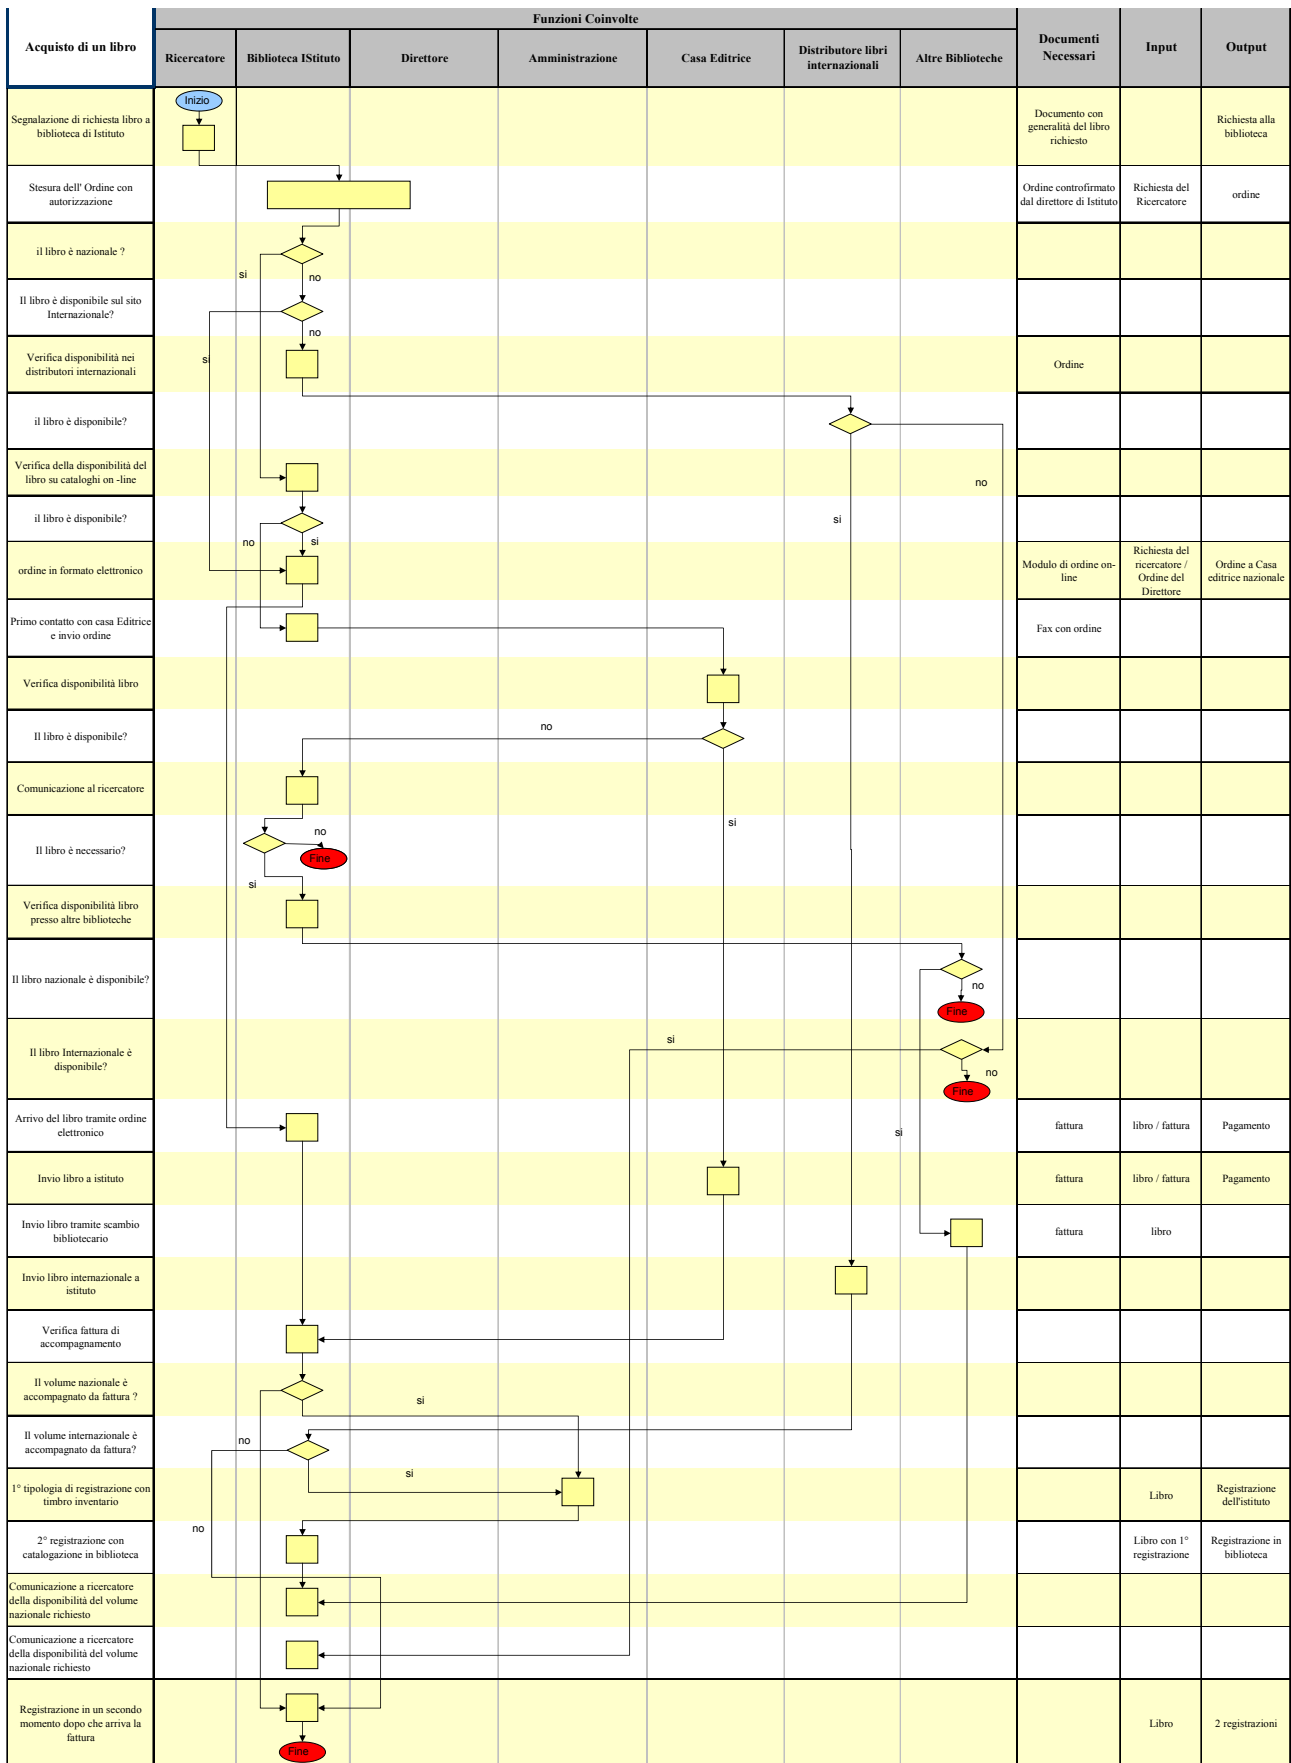 Funzioni Coinvolte
Acquisto di un libro
Ricercatore
Biblioteca IStituto
Direttore
Amministrazione
Casa Editrice
Distributore libri
internazionali
Altre Biblioteche
Documenti
Necessari
Input
Output
Inizio
Segnalazione di richiesta libro a
biblioteca di Istituto
Documento con
generalità del libro
richiesto
Richiesta alla
biblioteca
Stesura dell' Ordine con
autorizzazione
Ordine controfirmato
dal direttore di Istituto
Richiesta del
Ricercatore
ordine
il libro è nazionale ?
si
no
Il libro è disponibile sul sito
Internazionale?
no
si
Verifica disponibilità nei
distributori internazionali
Ordine
il libro è disponibile?
Verifica della disponibilità del
libro su cataloghi on -line
no
il libro è disponibile?
si
no
si
ordine in formato elettronico
Modulo di ordine on-
line
Richiesta del
ricercatore /
Ordine del
Direttore
Ordine a Casa
editrice nazionale
Primo contatto con casa Editrice
e invio ordine
Fax con ordine
Verifica disponibilità libro
Il libro è disponibile?
no
Comunicazione al ricercatore
si
Il libro è necessario?
no
Fine
si
Verifica disponibilità libro
presso altre biblioteche
Il libro nazionale è disponibile?
no
Fine
Il libro Internazionale è
disponibile?
si
no
Fine
Arrivo del libro tramite ordine
elettronico
si
fattura
libro / fattura
Pagamento
Invio libro a istituto
fattura
libro / fattura
Pagamento
Invio libro tramite scambio
bibliotecario
fattura
libro
Invio libro internazionale a
istituto
Verifica fattura di
accompagnamento
Il volume nazionale è
accompagnato da fattura ?
si
Il volume internazionale è
accompagnato da fattura?
no
si
1° tipologia di registrazione con
timbro inventario
Libro
Registrazione
dell'istituto
no
2° registrazione con
catalogazione in biblioteca
Libro con 1°
registrazione
Registrazione in
biblioteca
Comunicazione a ricercatore
della disponibilità del volume
nazionale richiesto
Comunicazione a ricercatore
della disponibilità del volume
nazionale richiesto
Registrazione in un secondo
momento dopo che arriva la
fattura
Libro
2 registrazioni
Fine